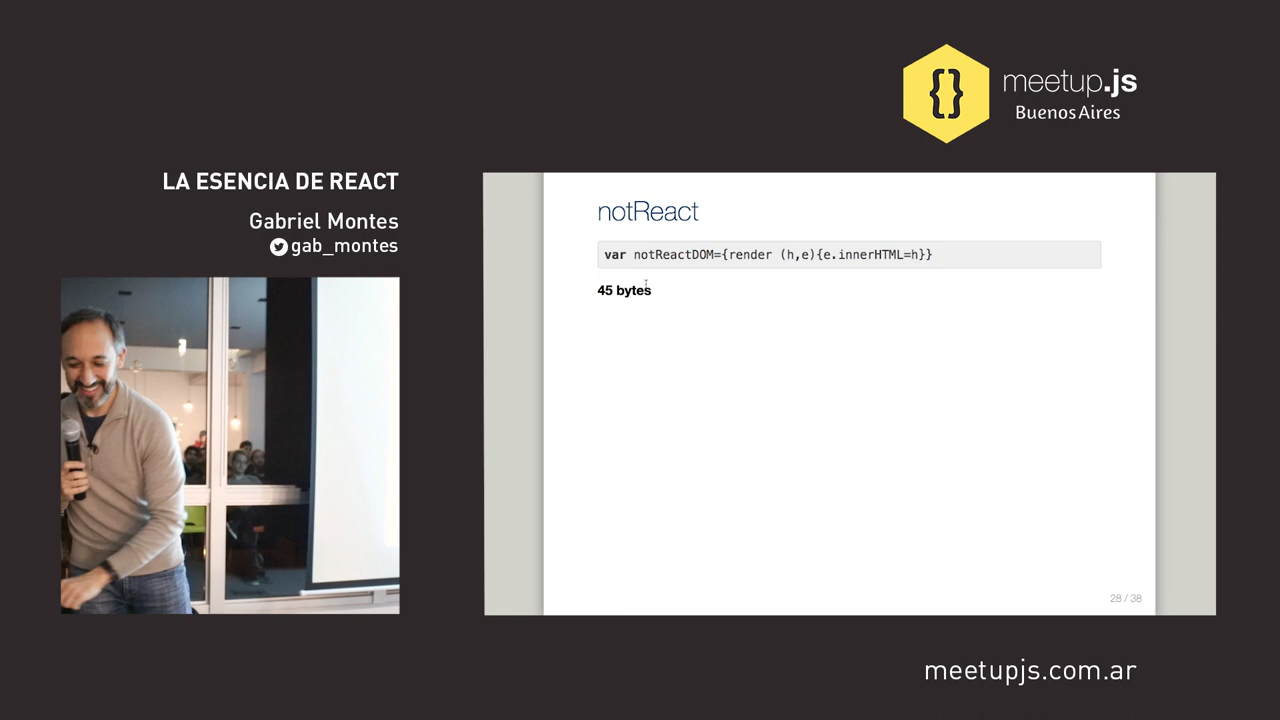 {}
meetup.js
Buenos Aires
LA ESENCIA DE REACT
Gabriel Montes
gab_montes
notReact
var notReactDOM={render (h,e){e.innerHTML=h}}
45 bytes
28 / 38
meetupjs.com.ar